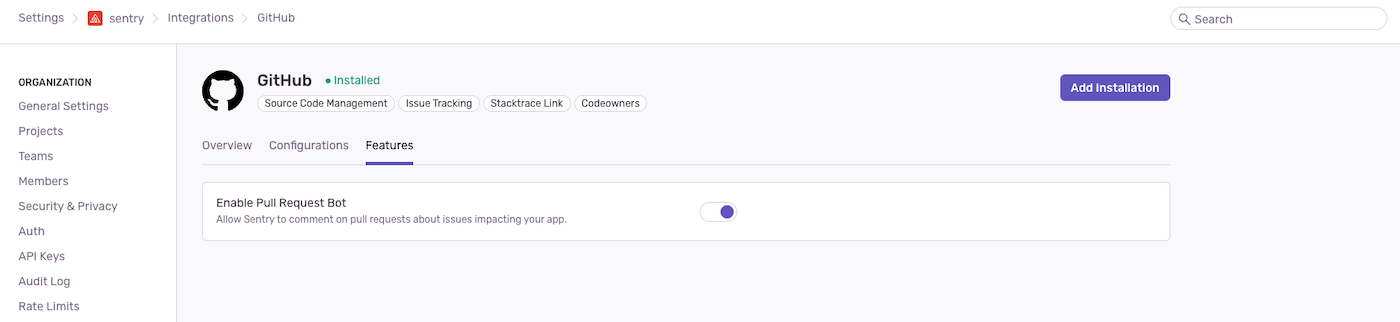 Settings > sentry > Integrations > GitHub
Search
ORGANIZATION
General Settings
Projects
Teams
Members
Security & Privacy
Auth
API Keys
Audit Log
Rate Limits
GitHub • Installed
Source Code Management Issue Tracking Stacktrace Link Codeowners
Add Installation
Overview Configurations Features
Enable Pull Request Bot
Allow Sentry to comment on pull requests about issues impacting your app.